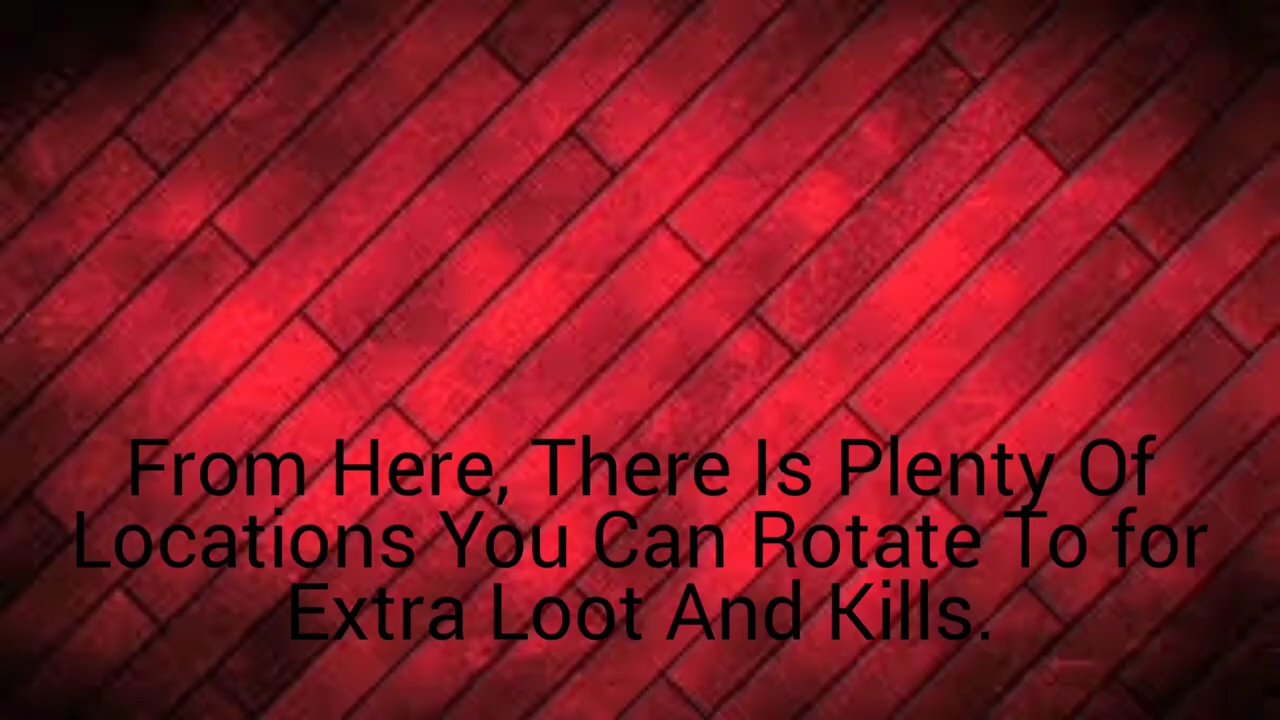 From Here, There Is Plenty Of
Locations You Can Rotate To for
Extra Loot And Kills.